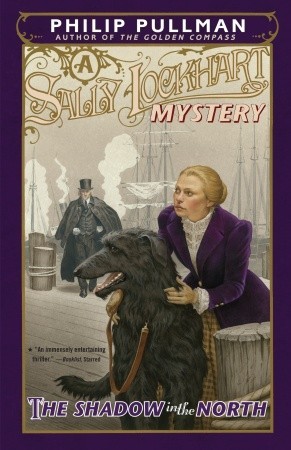 PHILIP PULLMAN
AUTHOR OF THE GOLDEN COMPASS
A
SALLY LOCKHART
MYSTERY
• "An immensely entertaining
thriller." —Booklist, Starred
THE SHADOW in the NORTH